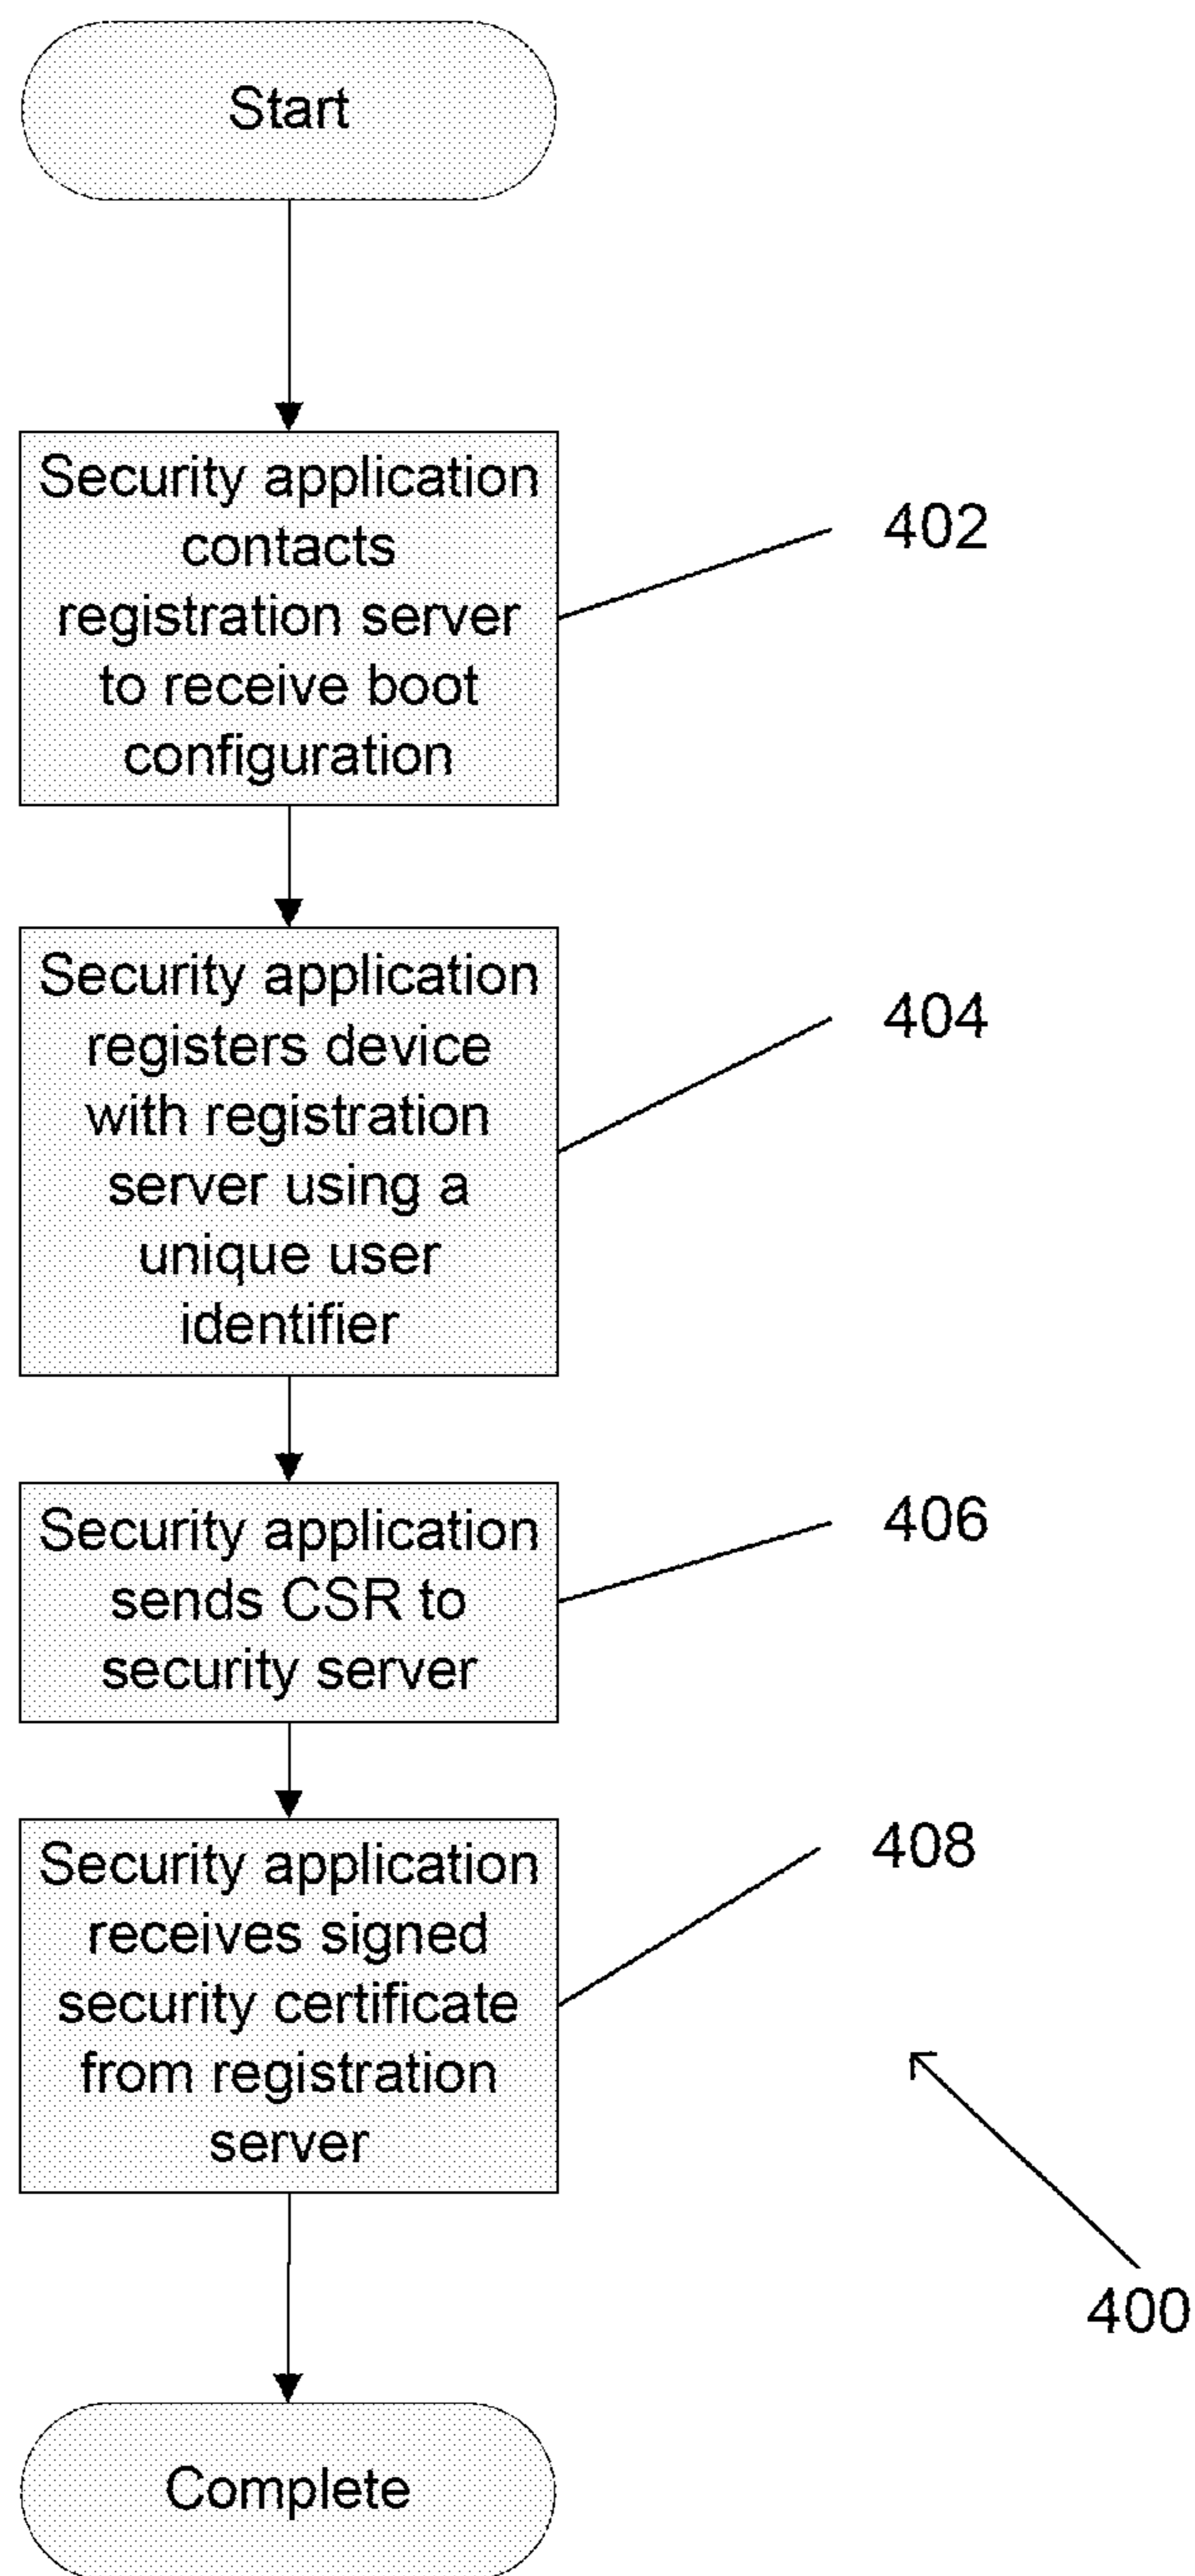 Start
Security application
contacts
registration server
to receive boot
configuration
402
Security application
registers device
with registration
server using a
unique user
identifier
404
Security application
sends CSR to
security server
406
Security application
receives signed
security certificate
from registration
server
408
400
Complete